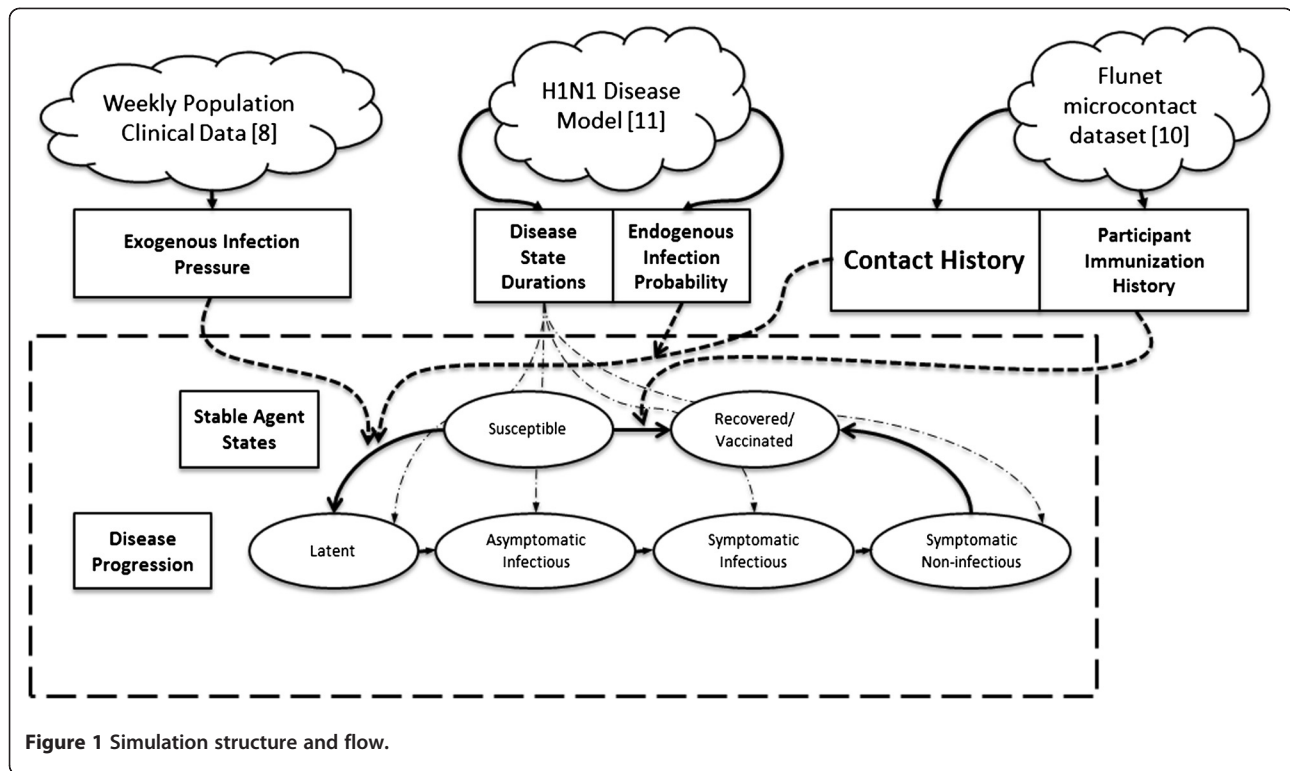 Weekly Population
Clinical Data [8]
H1N1 Disease
Model [11]
Flunet
microcontact
dataset [10]
Exogenous Infection
Pressure
Disease
State
Durations
Endogenous
Infection
Probability
Contact History
Participant
Immunization
History
Stable Agent
States
Susceptible
Recovered/
Vaccinated
Disease
Progression
Latent
Asymptomatic
Infectious
Symptomatic
Infectious
Symptomatic
Non-infectious
Figure 1 Simulation structure and flow.